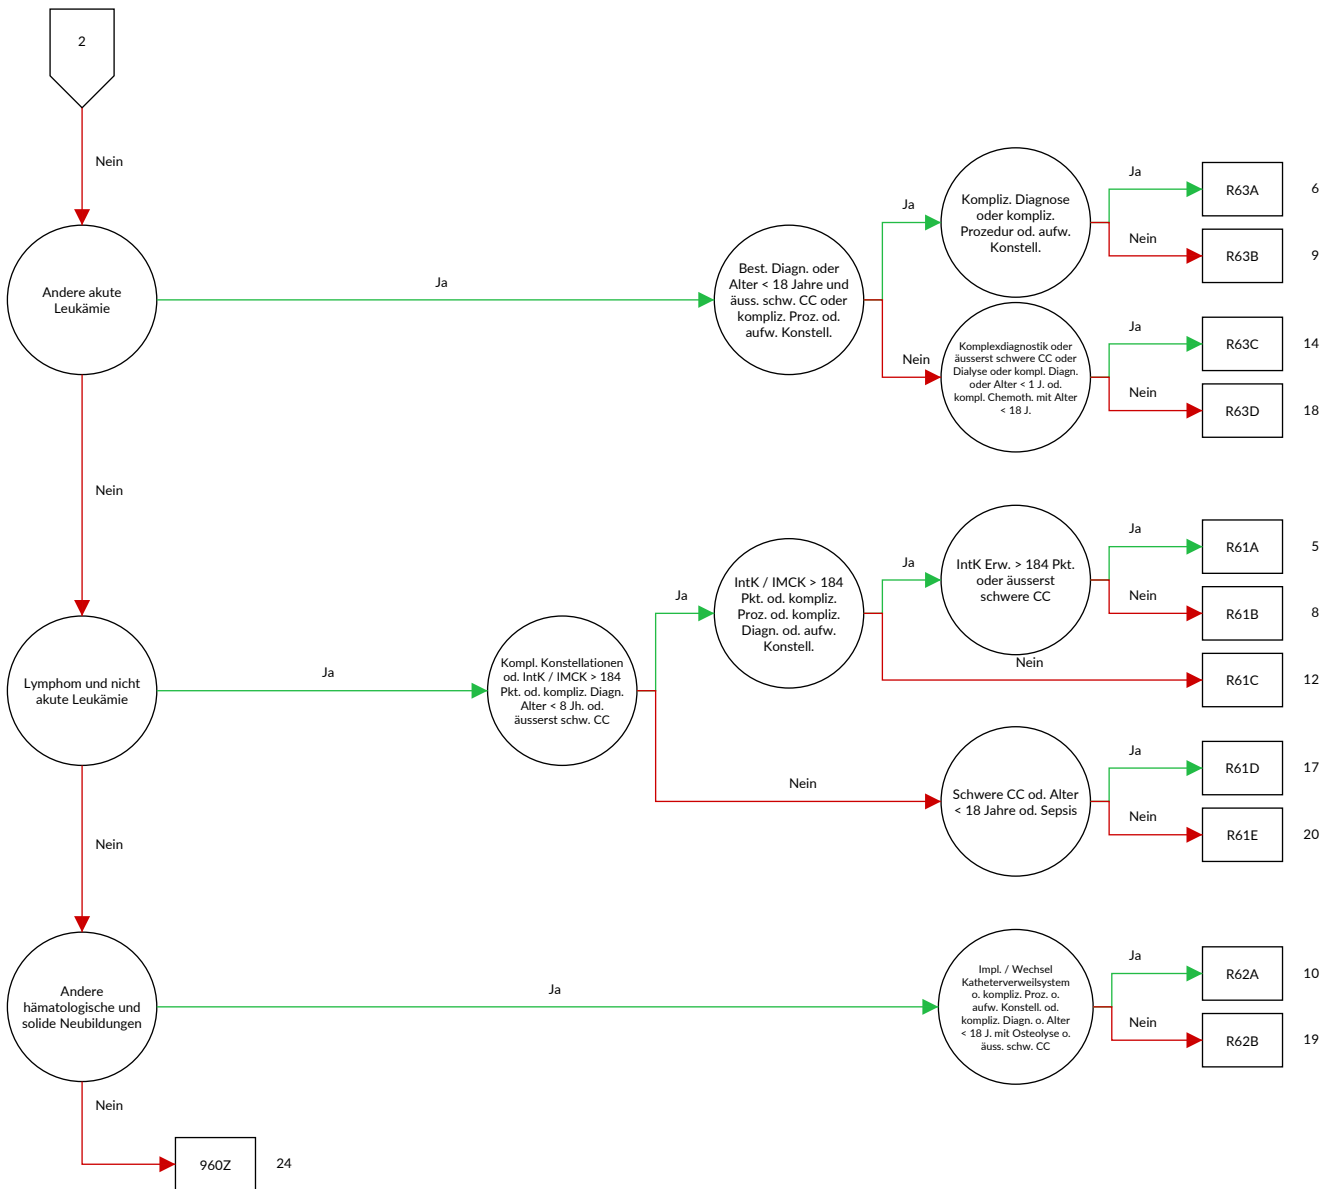 2
Nein
Andere akute
Leukämie
Ja
Best. Diagn. oder
Alter < 18 Jahre und
äuss. schw. CC oder
kompliz. Proz. od.
aufw. Konstell.
Ja
Kompliz. Diagnose
oder kompliz.
Prozedur od. aufw.
Konstell.
Ja
R63A
6
Nein
R63B
9
Nein
Komplexdiagnostik oder
äusserst schwere CC oder
Dialyse oder kompl. Diagn.
oder Alter < 1 J. od.
kompl. Chemoth. mit Alter
< 18 J.
Ja
R63C
14
Nein
R63D
18
Nein
Lymphom und nicht
akute Leukämie
Ja
Kompl. Konstellationen
od. IntK / IMCK > 184
Pkt. od. kompliz. Diagn.
Alter < 8 Jh. od.
äusserst schw. CC
Ja
IntK / IMCK > 184
Pkt. od. kompliz.
Proz. od. kompliz.
Diagn. od. aufw.
Konstell.
Ja
IntK Erw. > 184 Pkt.
oder äusserst
schwere CC
Ja
R61A
5
Nein
R61B
8
Nein
R61C
12
Nein
Schwere CC od. Alter
< 18 Jahre od. Sepsis
Ja
R61D
17
Nein
R61E
20
Nein
Andere
hämatologische und
solide Neubildungen
Ja
Impl. / Wechsel
Katheterverweilsystem
o. kompliz. Proz. o.
aufw. Konstell. od.
kompliz. Diagn. o. Alter
< 18 J. mit Osteolyse o.
äuss. schw. CC
Ja
R62A
10
Nein
R62B
19
Nein
960Z
24